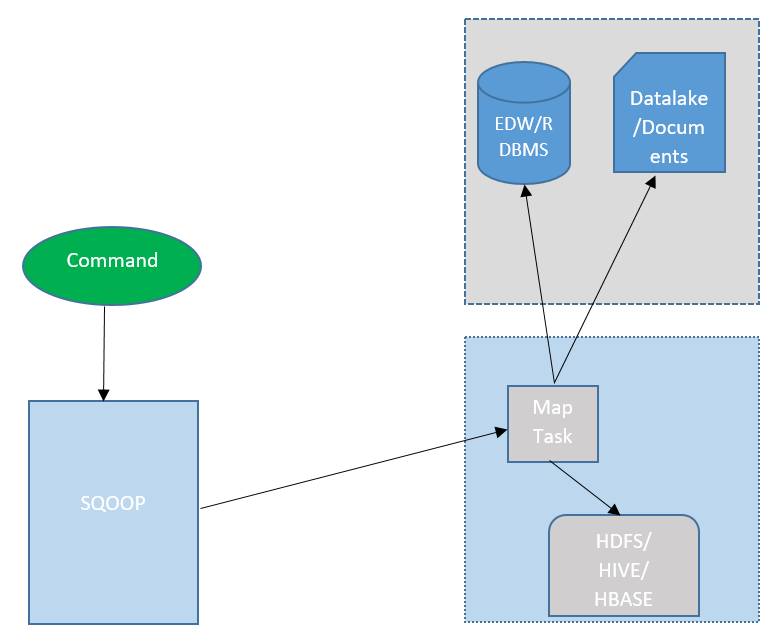 EDW/R
DBMS
Datalake
/Docum
ents
Command
SQOOP
Map
Task
HDFS/
HIVE/
HBASE